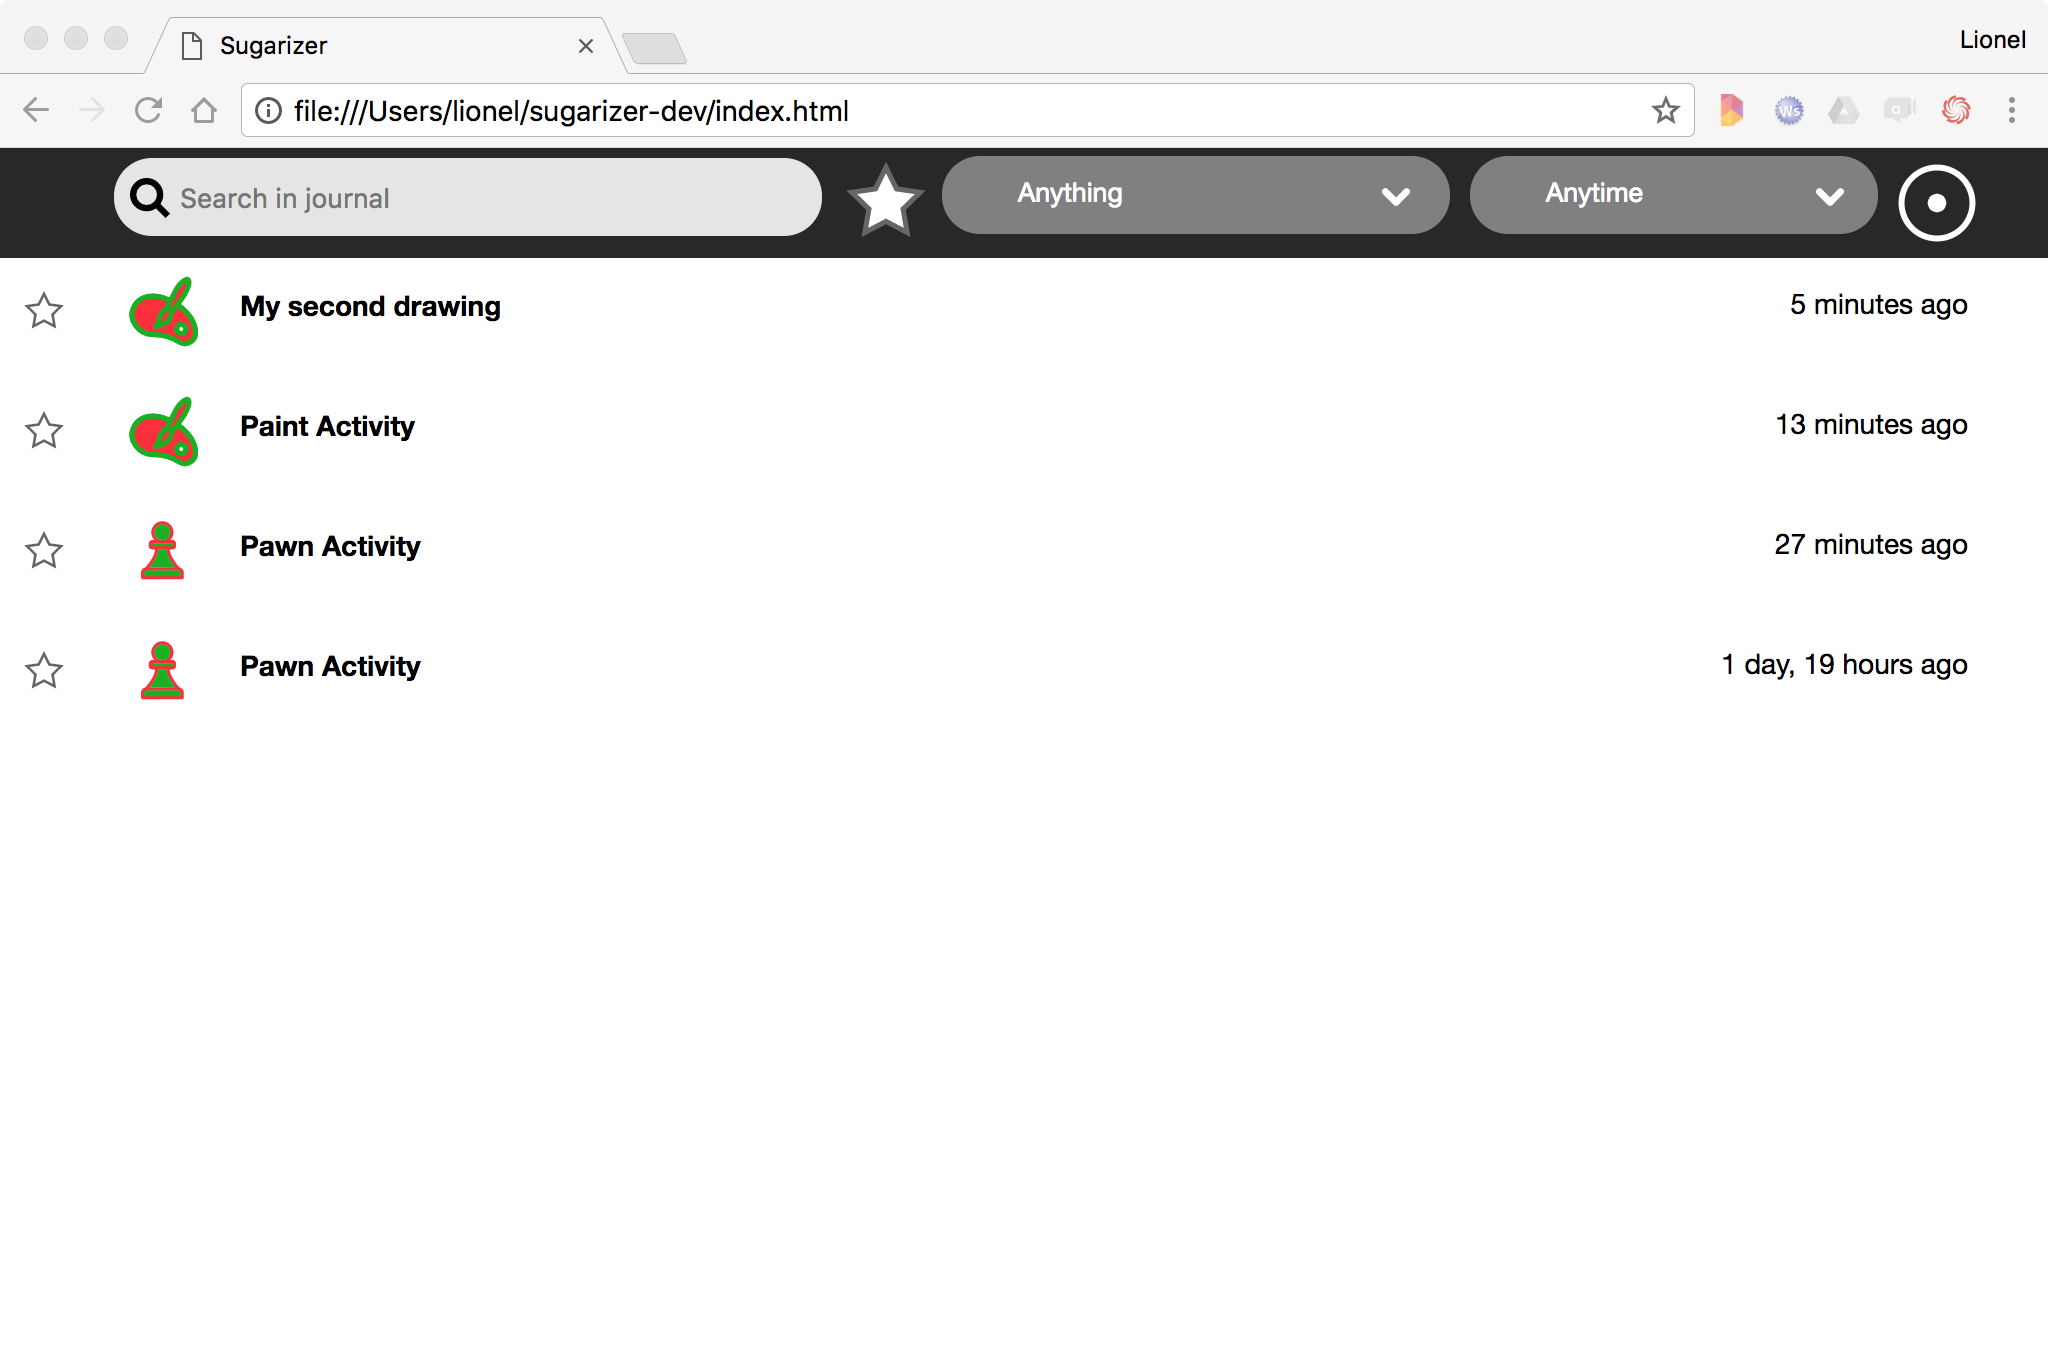 Sugarizer
Lionel
file:///Users/lionel/sugarizer-dev/index.html
Ws
a
Search in journal
Anything
Anytime
My second drawing
5 minutes ago
Paint Activity
13 minutes ago
Pawn Activity
27 minutes ago
Pawn Activity
1 day, 19 hours ago